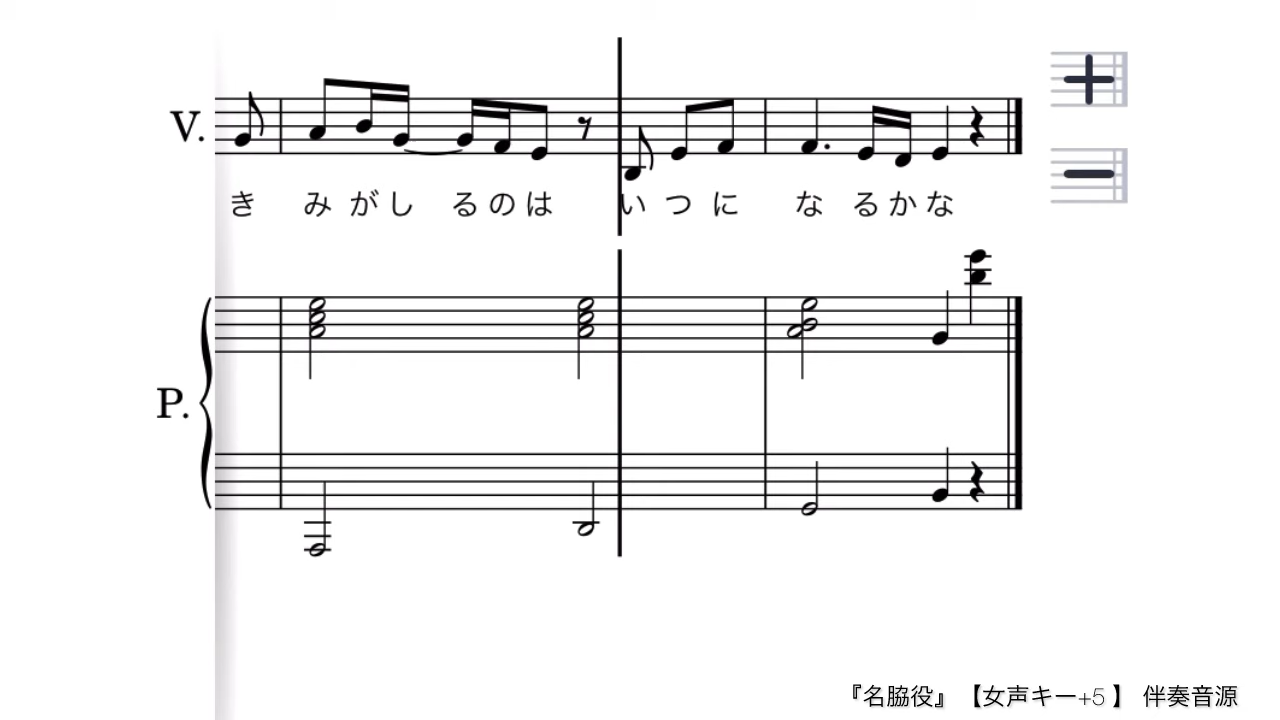 V.
き み が し る の は い つ に な る か な
P.
『名脇役』【女声キー+5 】 伴奏音源